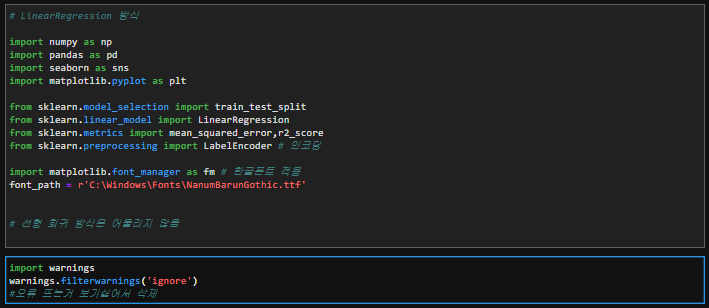 # LinearRegression 방식
import numpy as np
import pandas as pd
import seaborn as sns
import matplotlib.pyplot as plt
from sklearn.model_selection import train_test_split
from sklearn.linear_model import LinearRegression
from sklearn.metrics import mean_squared_error,r2_score
from sklearn.preprocessing import LabelEncoder # 인코딩
import matplotlib.font_manager as fm # 한글폰트 적용
font_path = r'C:\Windows\Fonts\NanumBarunGothic.ttf'
# 선형 회귀 방식은 어울리지 않음
import warnings
warnings.filterwarnings('ignore')
#오류 뜨는거 보기싫어서 삭제